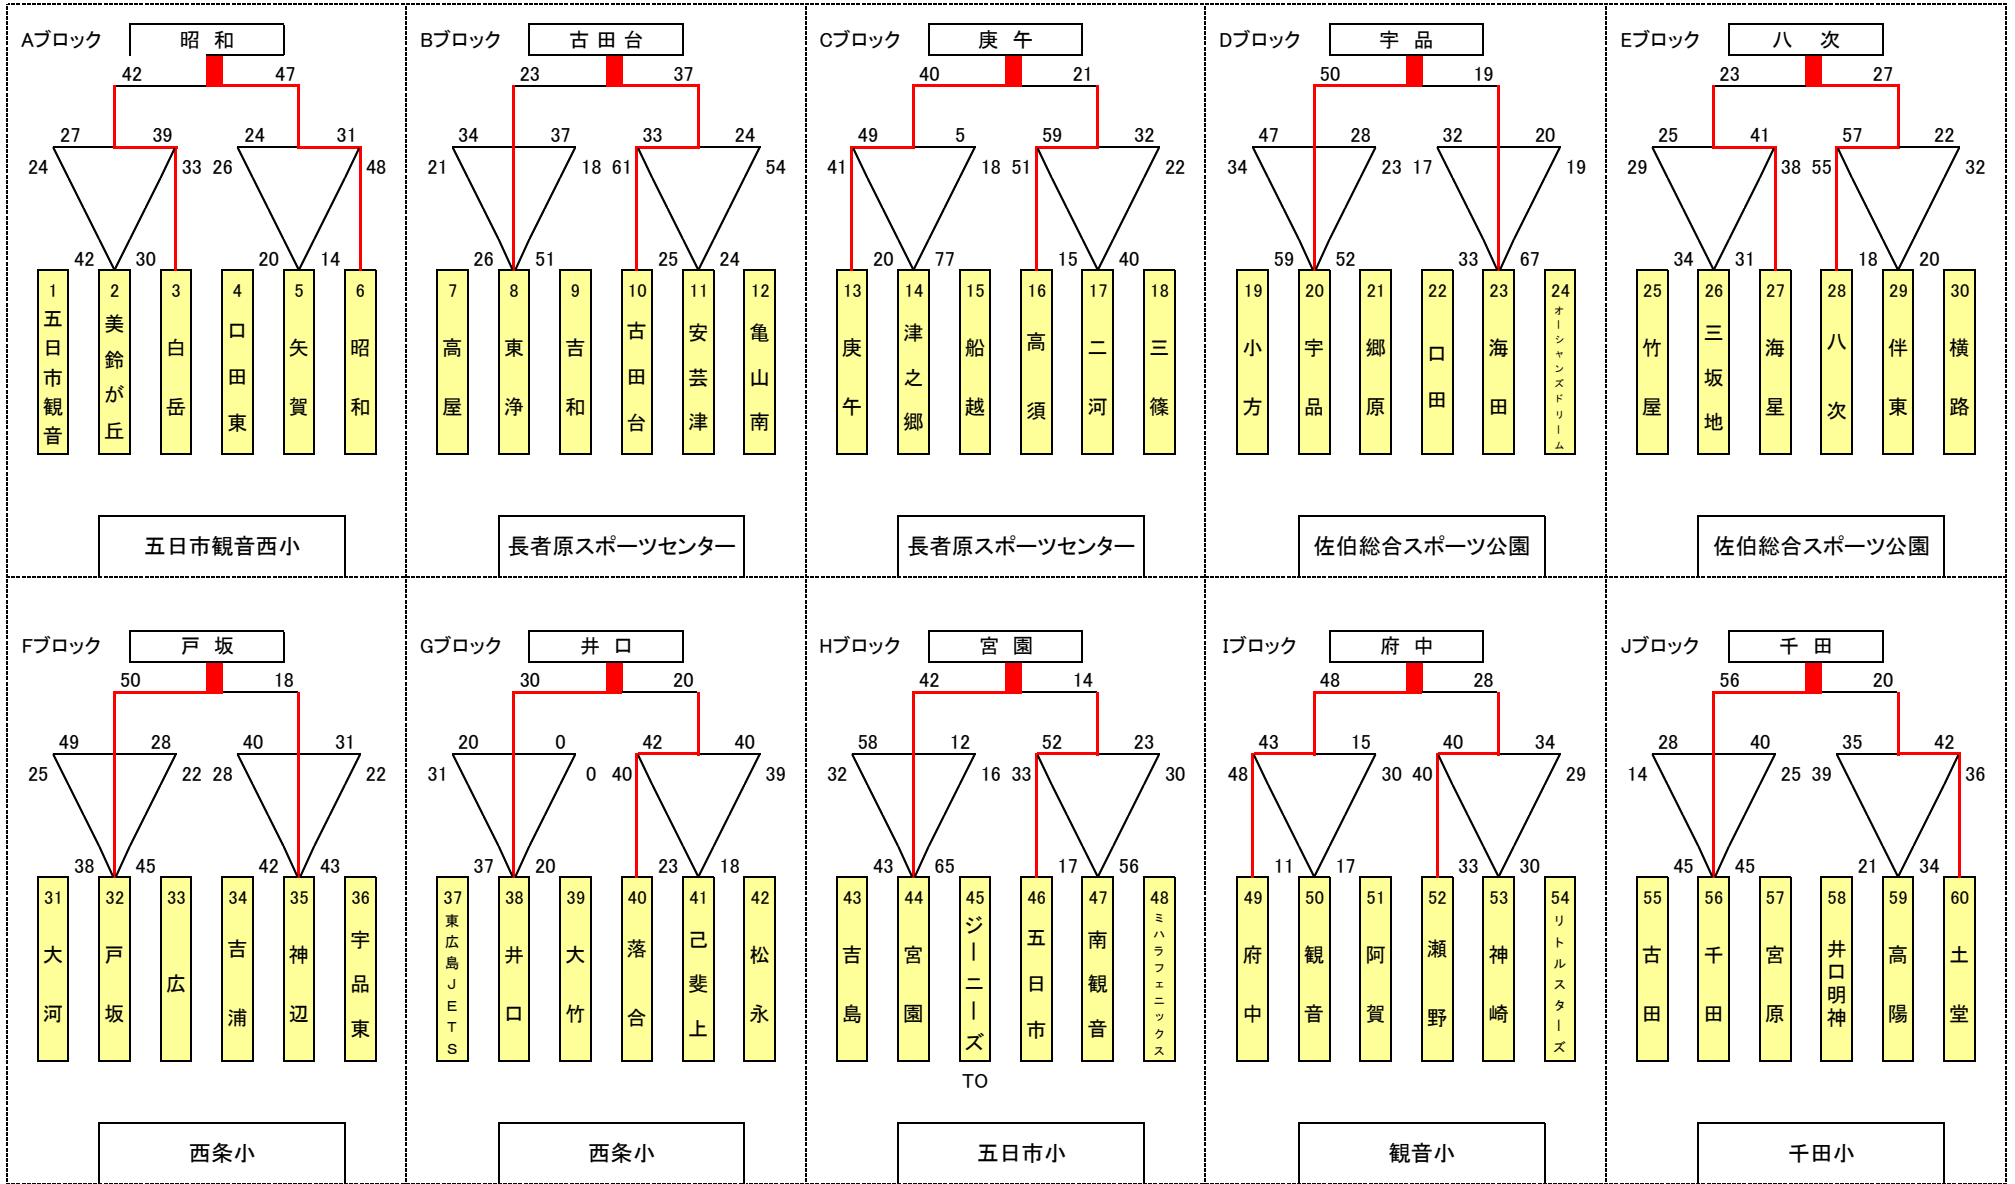 Aブロック 昭和
42 47
27 39 24 31
24 33 26 48
42 30 20 14
1 2 3 4 5 6
五日市観音 美鈴が丘 白岳 口田東 矢賀 昭和
五日市観音西小
Bブロック 古田台
23 37
34 37 33 24
21 18 61 54
26 51 25 24
7 8 9 10 11 12
高屋 東浄 吉和 古田台 安芸津 亀山南
長者原スポーツセンター
Cブロック 庚午
40 21
49 5 59 32
41 18 51 22
20 77 15 40
13 14 15 16 17 18
庚午 津之郷 船越 高須 二河 三篠
長者原スポーツセンター
Dブロック 宇品
50 19
47 28 32 20
34 23 17 19
59 52 33 67
19 20 21 22 23 24
小方 宇品 郷原 口田 海田 オーシャンズドリーム
佐伯総合スポーツ公園
Eブロック 八次
23 27
25 41 57 22
29 38 55 32
34 31 18 20
25 26 27 28 29 30
竹屋 三坂地 海星 八次 伴東 横路
佐伯総合スポーツ公園
Fブロック 戸坂
50 18
49 28 40 31
25 22 28 22
38 45 42 43
31 32 33 34 35 36
大河 戸坂 広 吉浦 神辺 宇品東
西条小
Gブロック 井口
30 20
20 0 42 40
31 0 40 39
37 20 23 18
37 38 39 40 41 42
東広島JETS 井口 大竹 落合 己斐上 松永
西条小
Hブロック 宮園
42 14
58 12 52 23
32 16 33 30
43 65 17 56
43 44 45 46 47 48
吉島 宮園 ジーニーズ 五日市 南観音 ミハラフェニックス
TO
五日市小
Iブロック 府中
48 28
43 15 40 34
48 30 40 29
11 17 33 30
49 50 51 52 53 54
府中 観音 阿賀 瀬野 神崎 リトルスターズ
観音小
Jブロック 千田
56 20
28 40 35 42
14 25 39 36
45 45 21 34
55 56 57 58 59 60
古田 千田 宮原 井口明神 高陽 土堂
千田小